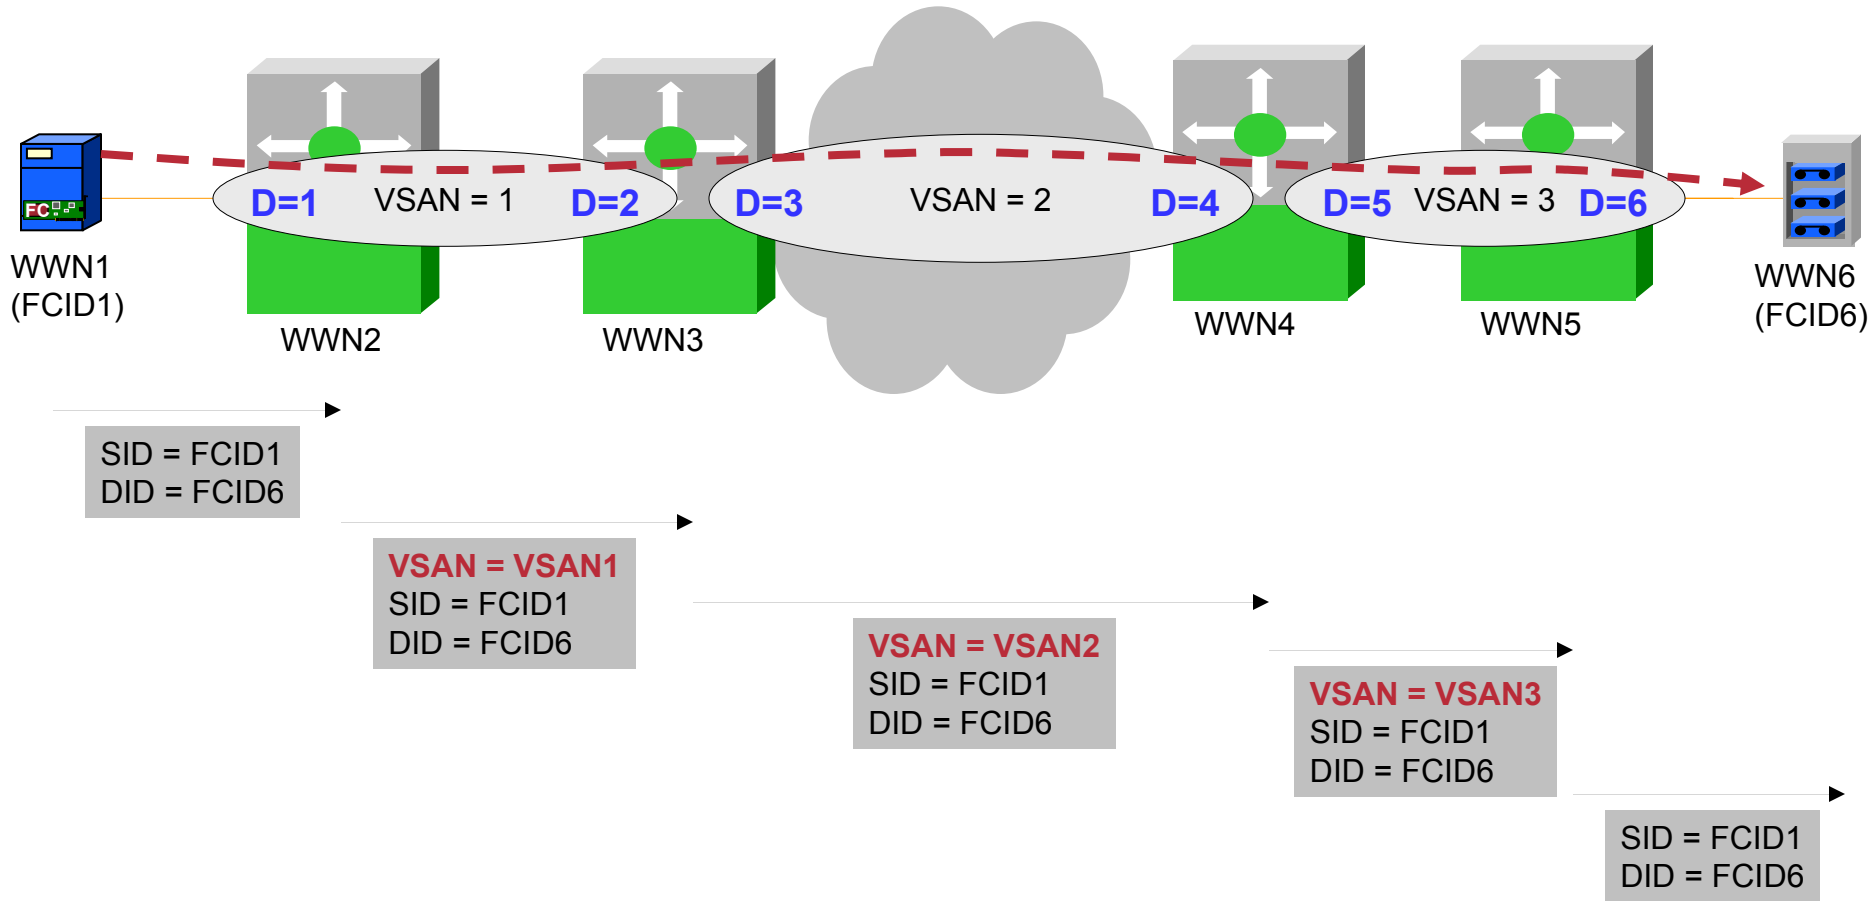 FC
D=1 VSAN = 1 D=2
D=3 VSAN = 2 D=4
D=5 VSAN = 3 D=6
WWN1
(FCID1)
WWN2
WWN3
WWN4
WWN5
WWN6
(FCID6)
SID = FCID1
DID = FCID6
VSAN = VSAN1
SID = FCID1
DID = FCID6
VSAN = VSAN2
SID = FCID1
DID = FCID6
VSAN = VSAN3
SID = FCID1
DID = FCID6
SID = FCID1
DID = FCID6